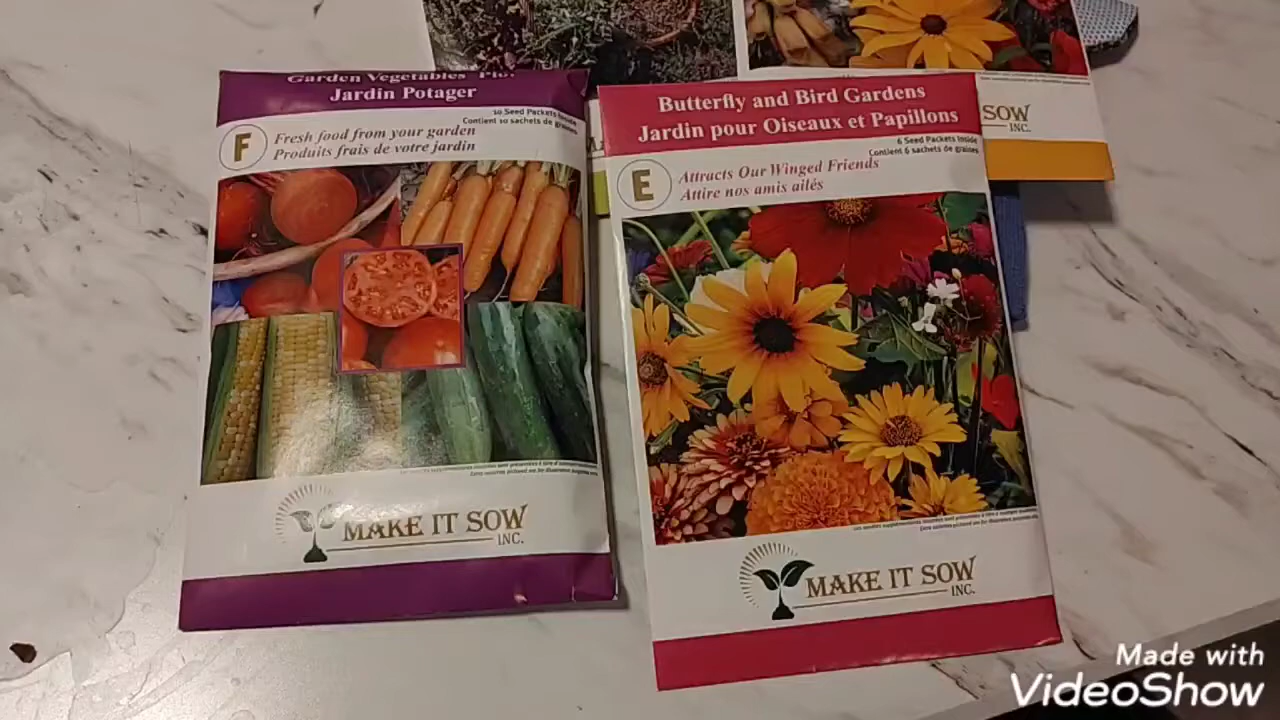 Garden Vegetables Plot
Jardin Potager
10 Seed Packets Inside
Contient 10 sachets de graines
F
Fresh food from your garden
Produits frais de votre jardin
MAKE IT SOW
INC.
Butterfly and Bird Gardens
Jardin pour Oiseaux et Papillons
6 Seed Packets Inside
Contient 6 sachets de graines
E
Attracts Our Winged Friends
Attire nos amis ailés
MAKE IT SOW
INC.
SOW
INC.
Made with
VideoShow